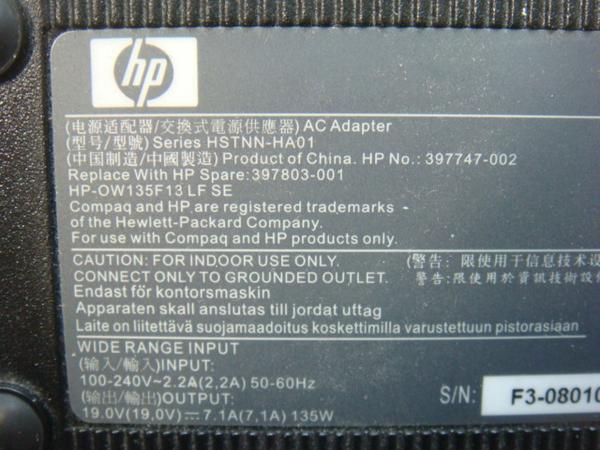 hp
(电源适配器/交換式電源供應器) AC Adapter
(型号/型號) Series HSTNN-HA01
(中国制造/中國製造) Product of China. HP No.: 397747-002
Replace With HP Spare: 397803-001
HP-OW135F13 LF SE
Compaq and HP are registered trademarks
of the Hewlett-Packard Company.
For use with Compaq and HP products only.
CAUTION: FOR INDOOR USE ONLY. (警告: 限使用于信息技术设
CONNECT ONLY TO GROUNDED OUTLET. 警告:限使用於資訊技術設
Endast för kontorsmaskin
Apparaten skall anslutas till jordat uttag
Laite on liitettävä suojamaadoitus koskettimilla varustettuun pistorasiaan
WIDE RANGE INPUT
(输入/輸入)INPUT:
100-240V~2.2A(2,2A) 50-60Hz
(输出/輸出)OUTPUT:
19.0V(19,0V)⎓7.1A(7,1A) 135W
S/N: F3-08010